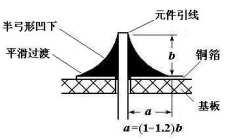 元件引线
半弓形凹下
平滑过渡
b
铜箔
a
基板
a=(1-1.2)b